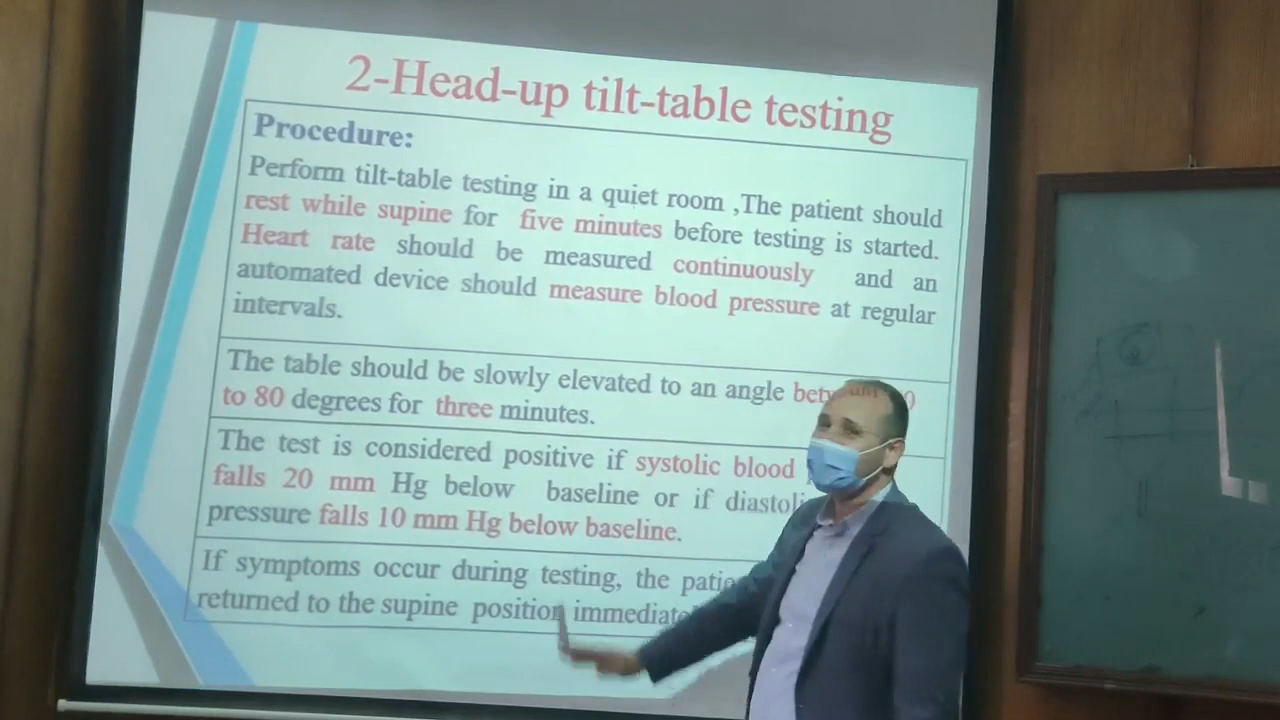 2-Head-up tilt-table testing
Procedure:
Perform tilt-table testing in a quiet room ,The patient should
rest while supine for five minutes before testing is started.
Heart rate should be measured continuously and an
automated device should measure blood pressure at regular
intervals.
The table should be slowly elevated to an angle
to 80 degrees for three minutes.
The test is considered positive if systolic blood
falls 20 mm Hg below baseline or if
pressure falls 10 mm Hg below baseline.
If symptoms occur during testing, the
returned to the supine position